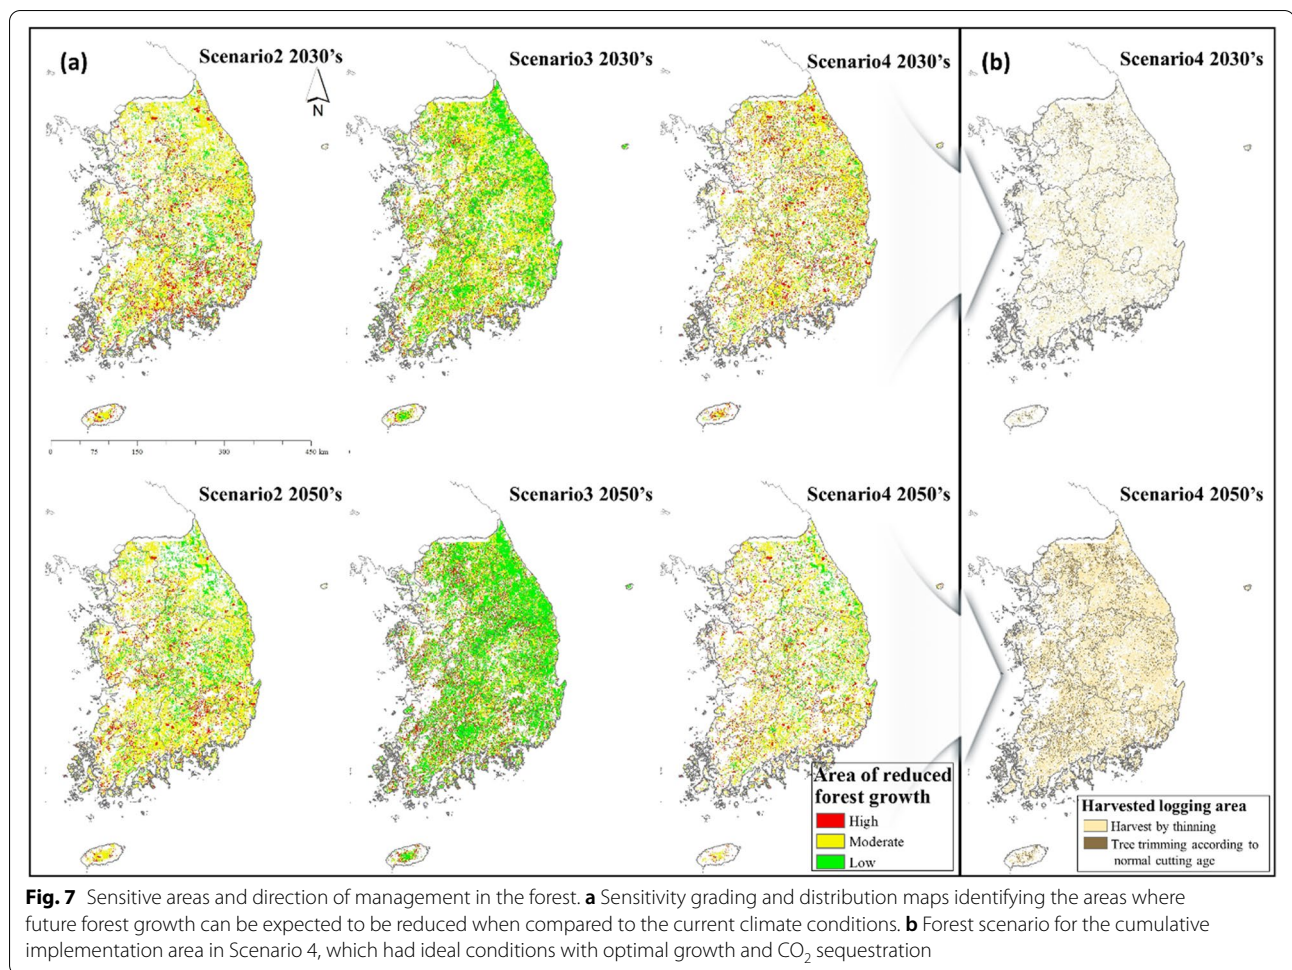 (a)
Scenario2 2030's
Scenario3 2030's
Scenario4 2030's
(b)
Scenario4 2030's
N
0 75 150 300 450 km
Scenario2 2050's
Scenario3 2050's
Scenario4 2050's
Scenario4 2050's
Area of reduced
forest growth
High
Moderate
Low
Harvested logging area
Harvest by thinning
Tree trimming according to
normal cutting age
Fig. 7 Sensitive areas and direction of management in the forest. a Sensitivity grading and distribution maps identifying the areas where
future forest growth can be expected to be reduced when compared to the current climate conditions. b Forest scenario for the cumulative
implementation area in Scenario 4, which had ideal conditions with optimal growth and CO2 sequestration